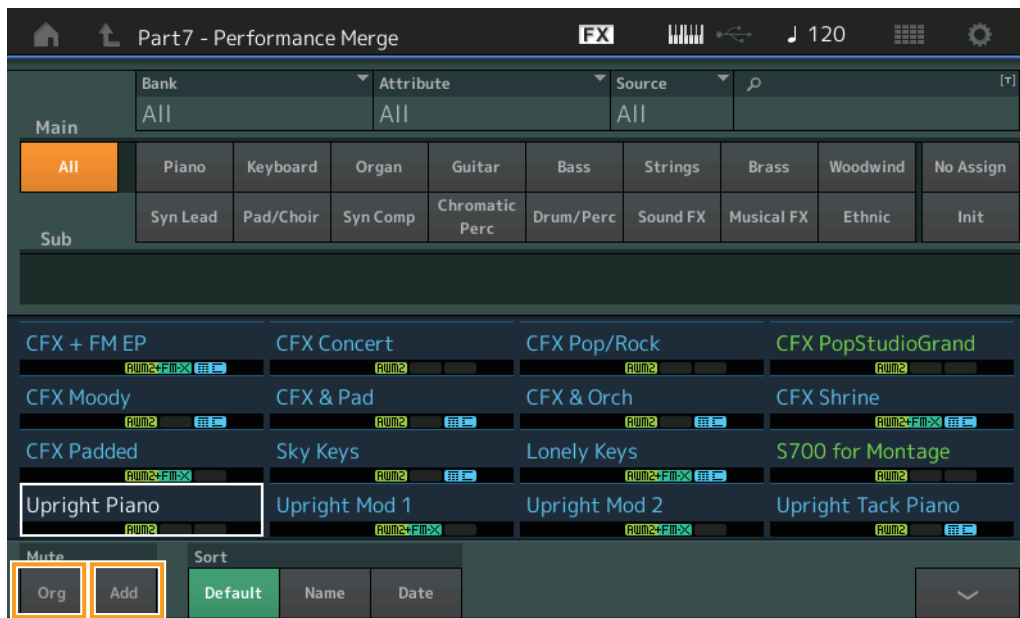 Part7 - Performance Merge FX ♩ 120
Bank Attribute Source [T]
All All All
Main
All Piano Keyboard Organ Guitar Bass Strings Brass Woodwind No Assign
Syn Lead Pad/Choir Syn Comp Chromatic Perc Drum/Perc Sound FX Musical FX Ethnic Init
Sub
CFX + FM EP CFX Concert CFX Pop/Rock CFX PopStudioGrand
AWM2+FM-X AWM2 AWM2 AWM2
CFX Moody CFX & Pad CFX & Orch CFX Shrine
AWM2 AWM2 AWM2 AWM2+FM-X
CFX Padded Sky Keys Lonely Keys S700 for Montage
AWM2+FM-X AWM2 AWM2+FM-X AWM2
Upright Piano Upright Mod 1 Upright Mod 2 Upright Tack Piano
AWM2 AWM2+FM-X AWM2+FM-X AWM2
Mute Sort
Org Add Default Name Date